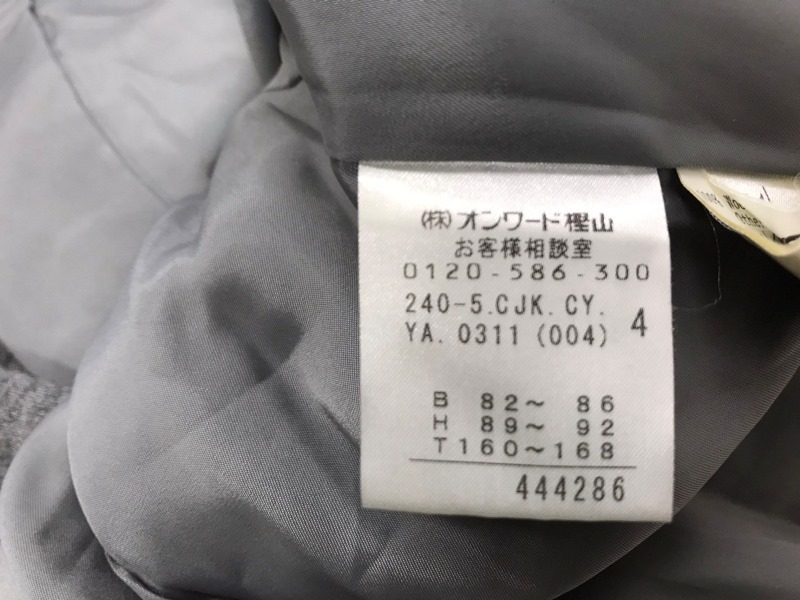 (株)オンワード樫山
お客様相談室
0120-586-300
240-5.CJK.CY.
YA.0311(004) 4
B 82～ 86
H 89～ 92
T160～168
444286
other